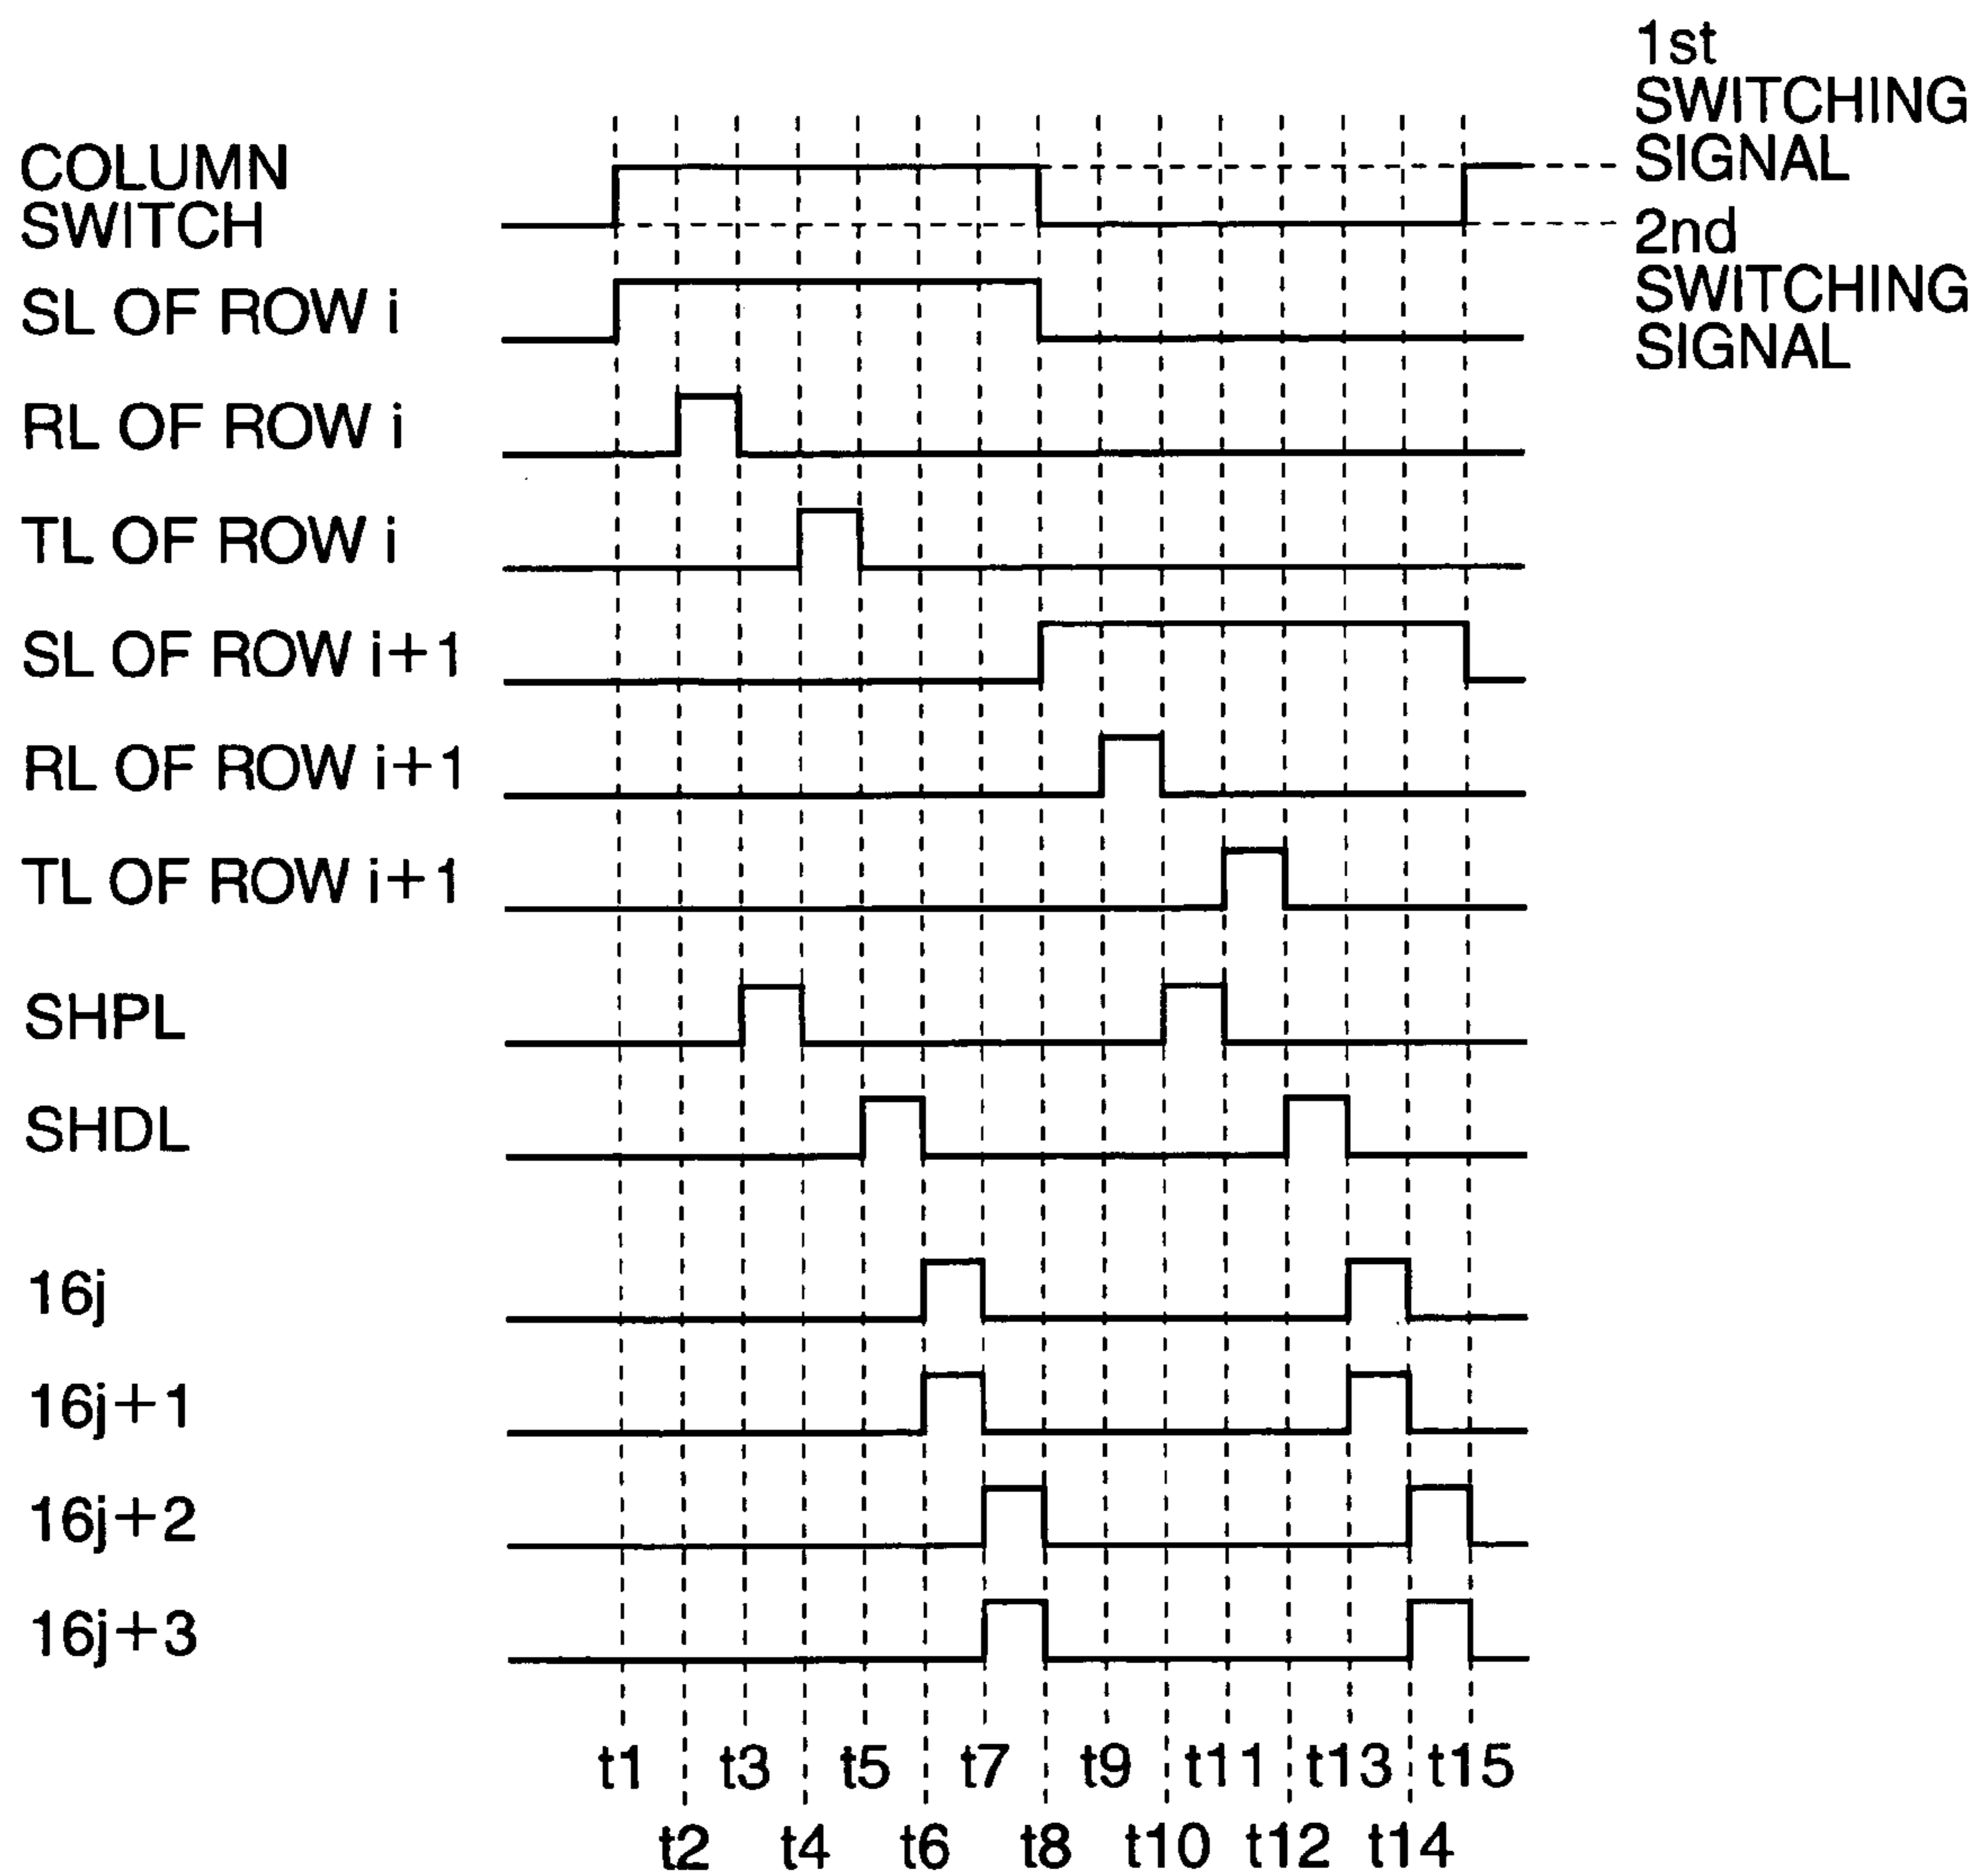 1st
SWITCHING
SIGNAL
COLUMN
SWITCH
2nd
SWITCHING
SIGNAL
SL OF ROW i
RL OF ROW i
TL OF ROW i
SL OF ROW i+1
RL OF ROW i+1
TL OF ROW i+1
SHPL
SHDL
16j
16j+1
16j+2
16j+3
t1 t3 t5 t7 t9 t11 t13 t15
t2 t4 t6 t8 t10 t12 t14